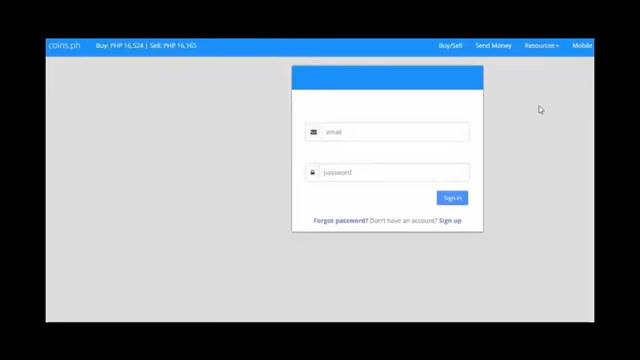 coins.ph Buy: PHP 16,524 | Sell: PHP 16,165 Buy/Sell Send Money Resources Mobile
email
password
Sign in
Forgot password? Don't have an account? Sign up